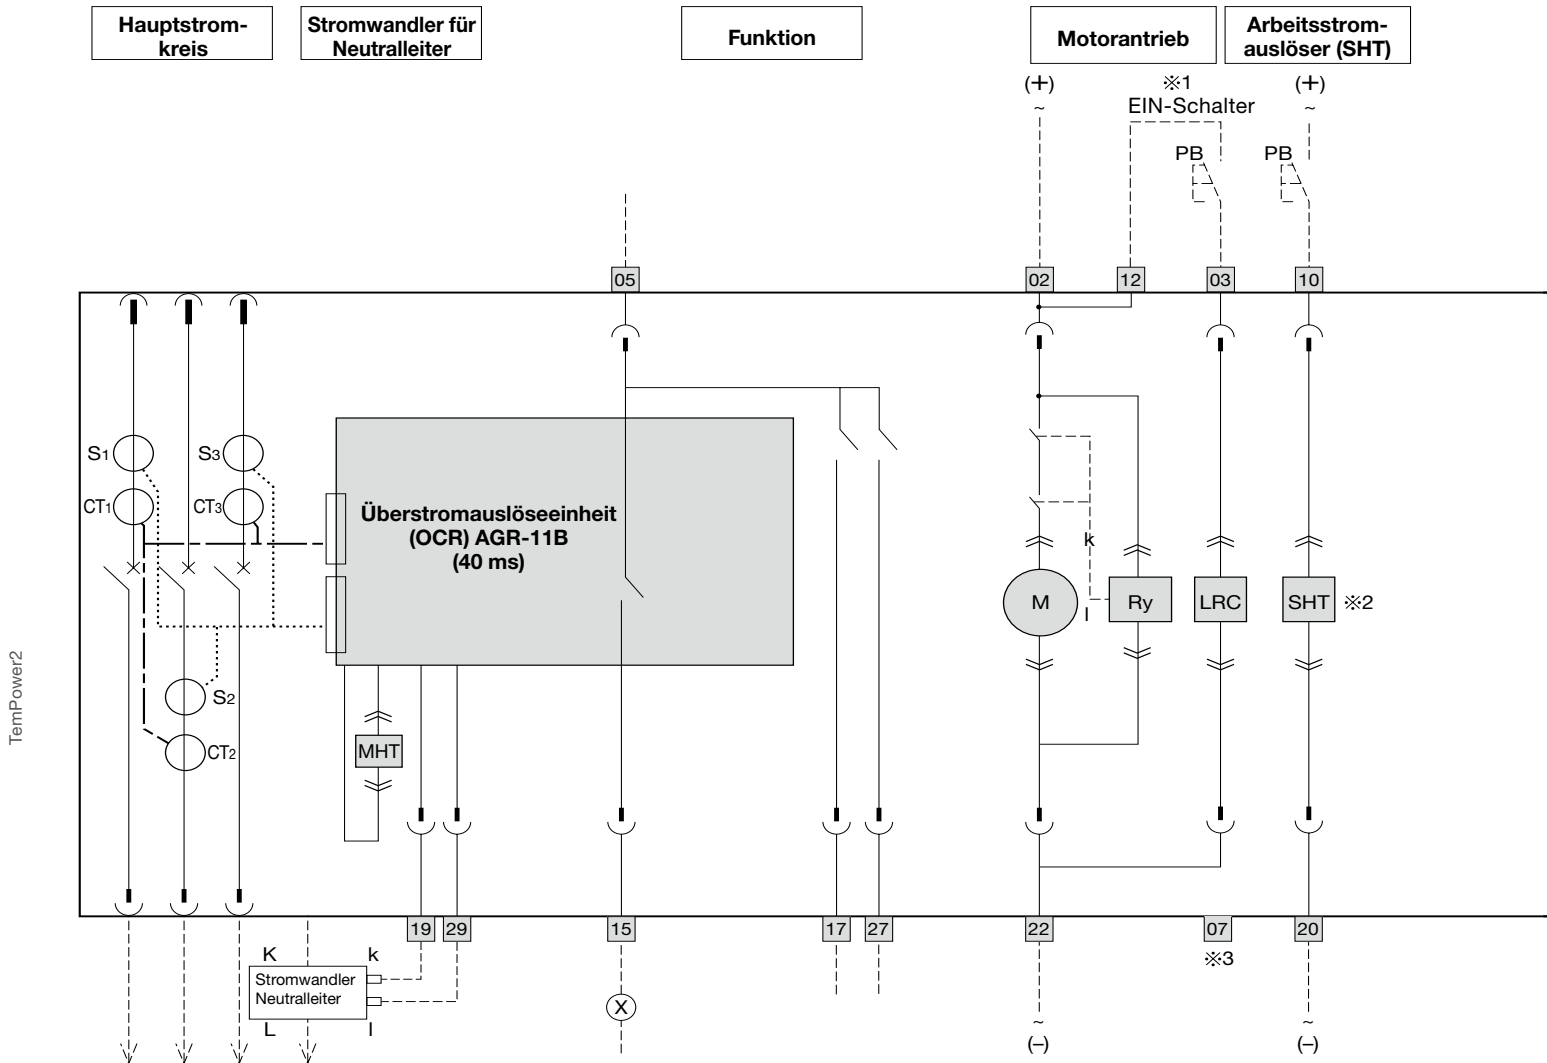 Hauptstrom-
kreis
Stromwandler für
Neutralleiter
Funktion
Motorantrieb
Arbeitsstrom-
auslöser (SHT)
(+)
~
※1
EIN-Schalter
(+)
~
PB
PB
05
02
12
03
10
S1
S3
CT1
CT3
Überstromauslöseeinheit
(OCR) AGR-11B
(40 ms)
k
M
l
Ry
LRC
SHT
※2
S2
CT2
MHT
TemPower2
19
29
15
17
27
22
07
20
※3
K
k
Stromwandler
Neutralleiter
L
l
X
~
(–)
~
(–)